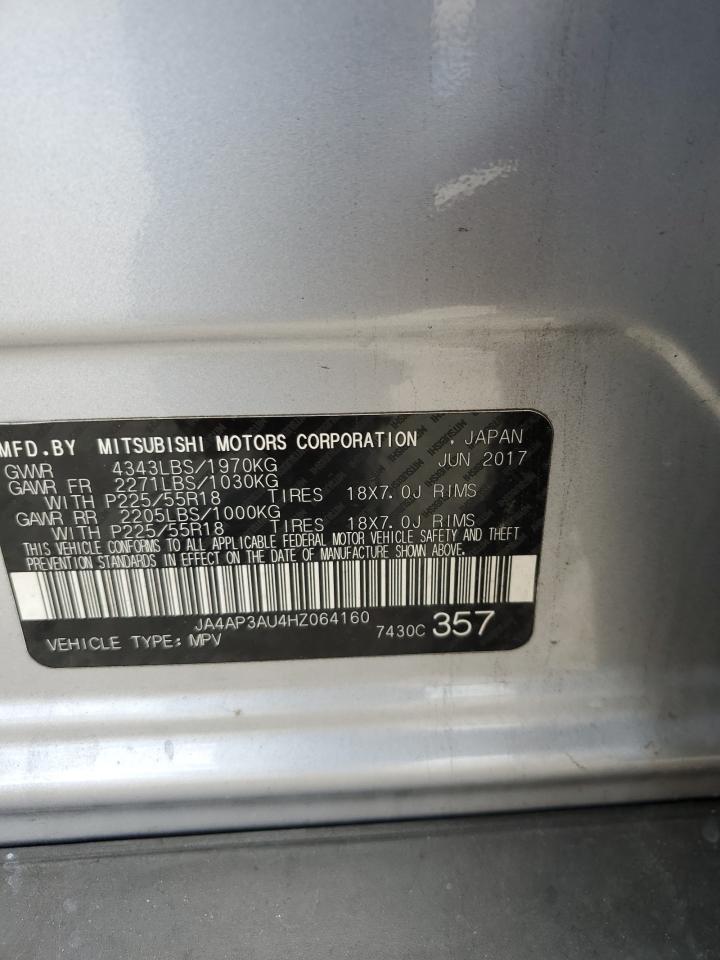 MFD.BY MITSUBISHI MOTORS CORPORATION , JAPAN
GVWR 4343LBS/1970KG JUN 2017
GAWR FR 2271LBS/1030KG
WITH P225/55R18 TIRES 18X7.0J RIMS
GAWR RR 2205LBS/1000KG
WITH P225/55R18 TIRES 18X7.0J RIMS
THIS VEHICLE CONFORMS TO ALL APPLICABLE FEDERAL MOTOR VEHICLE SAFETY AND THEFT
PREVENTION STANDARDS IN EFFECT ON THE DATE OF MANUFACTURE SHOWN ABOVE.
JA4AP3AU4HZ064160
VEHICLE TYPE: MPV 7430C 357